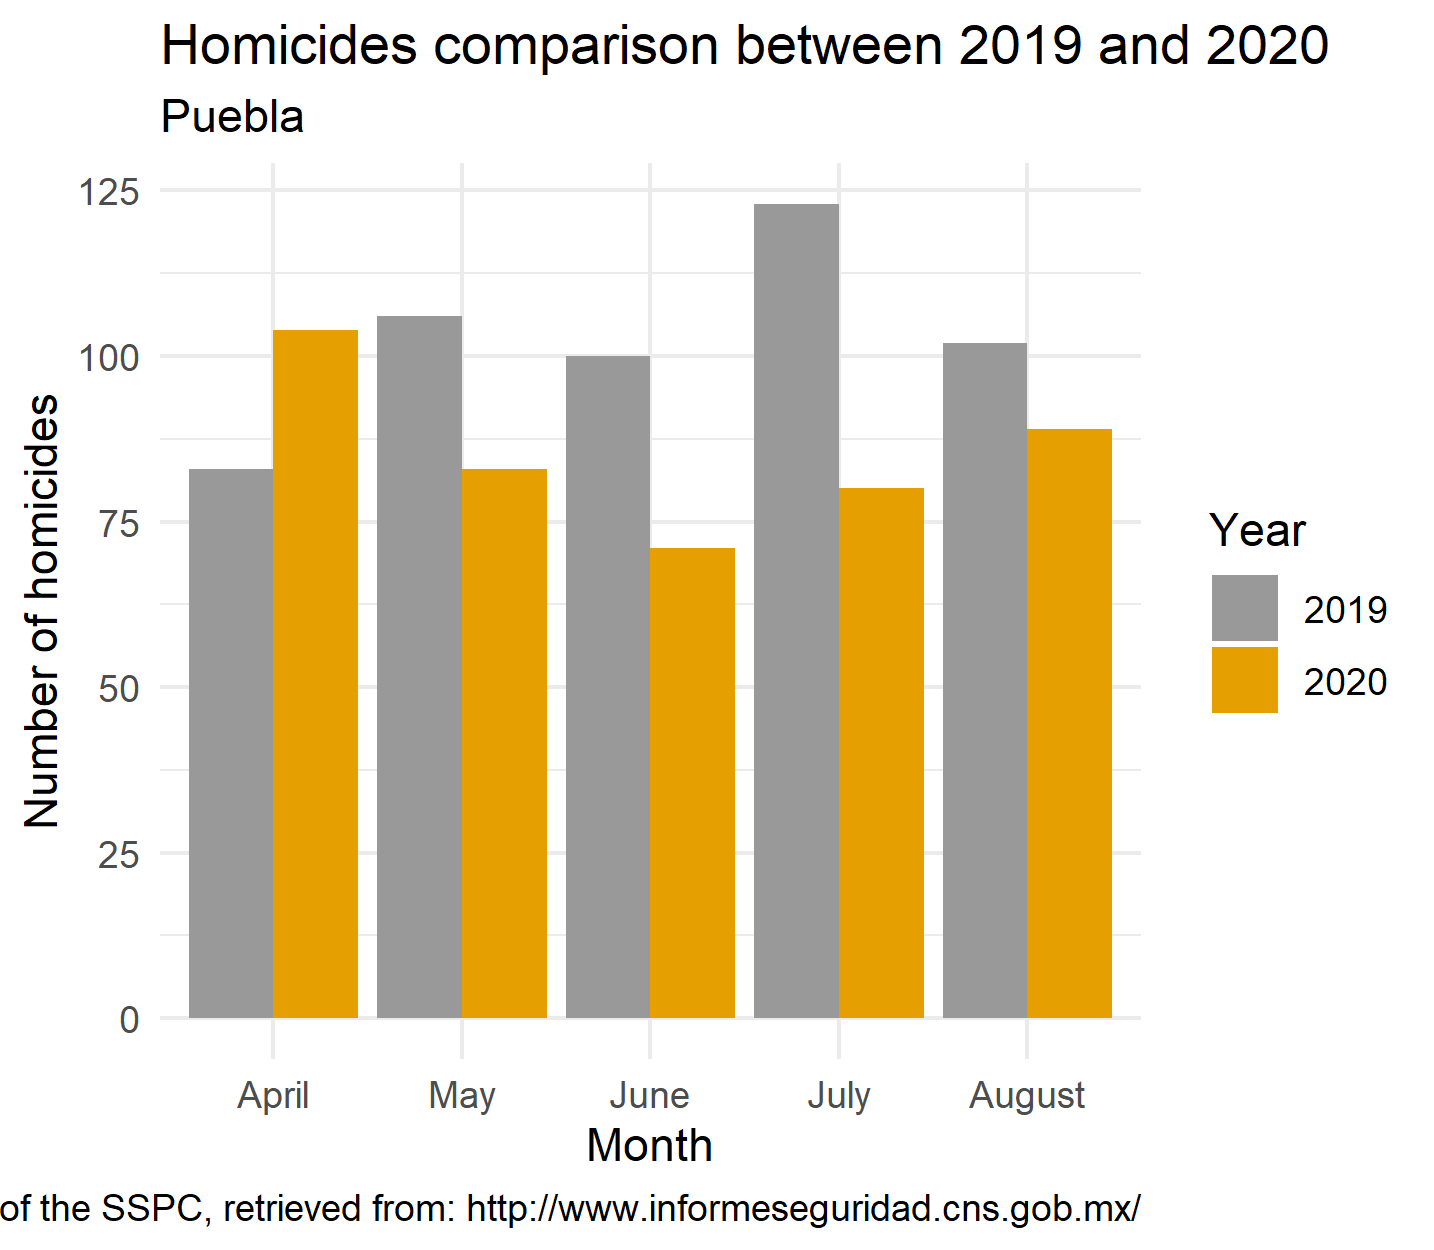 Homicides comparison between 2019 and 2020
Puebla
125
100
75
50
25
0
Number of homicides
April May June July August
Month
Year
2019
2020
of the SSPC, retrieved from: http://www.informeseguridad.cns.gob.mx/